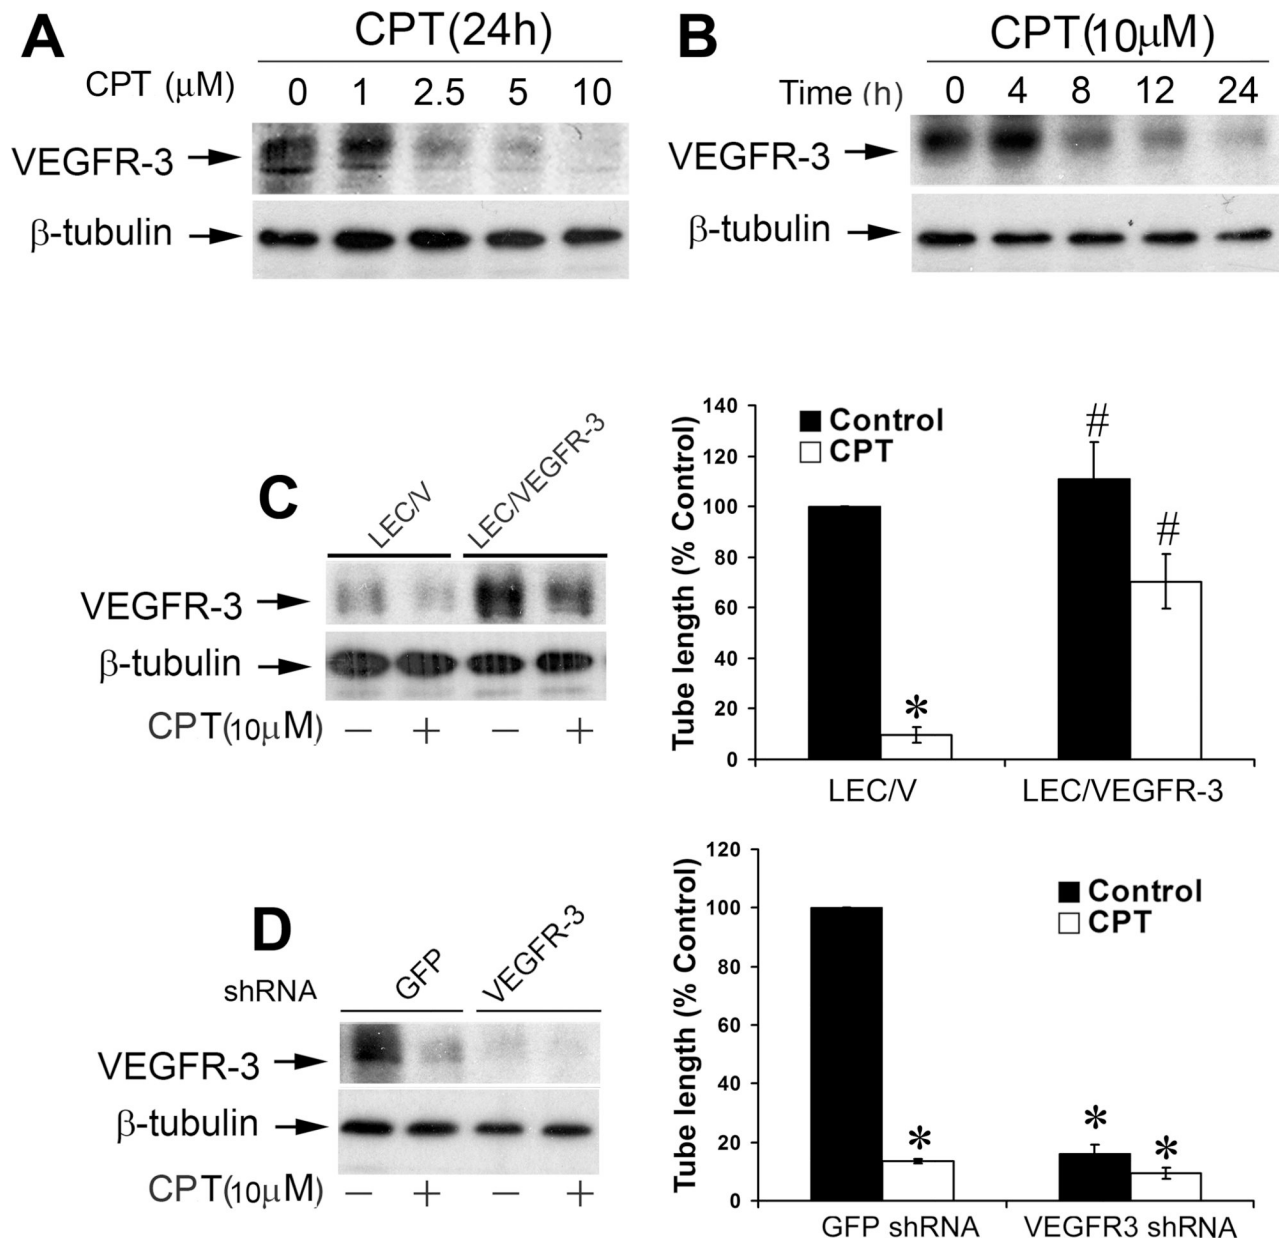 A
CPT(24h)
CPT (μM) 0 1 2.5 5 10
VEGFR-3
β-tubulin
B
CPT(10μM)
Time (h) 0 4 8 12 24
VEGFR-3
β-tubulin
C
LEC/V LEC/VEGFR-3
VEGFR-3
β-tubulin
CPT(10μM) – + – +
Tube length (% Control)
140
120
100
80
60
40
20
0
Control
CPT
#
#
*
LEC/V LEC/VEGFR-3
D
shRNA GFP VEGFR-3
VEGFR-3
β-tubulin
CPT(10μM) – + – +
Tube length (% Control)
120
100
80
60
40
20
0
Control
CPT
* * *
GFP shRNA VEGFR3 shRNA